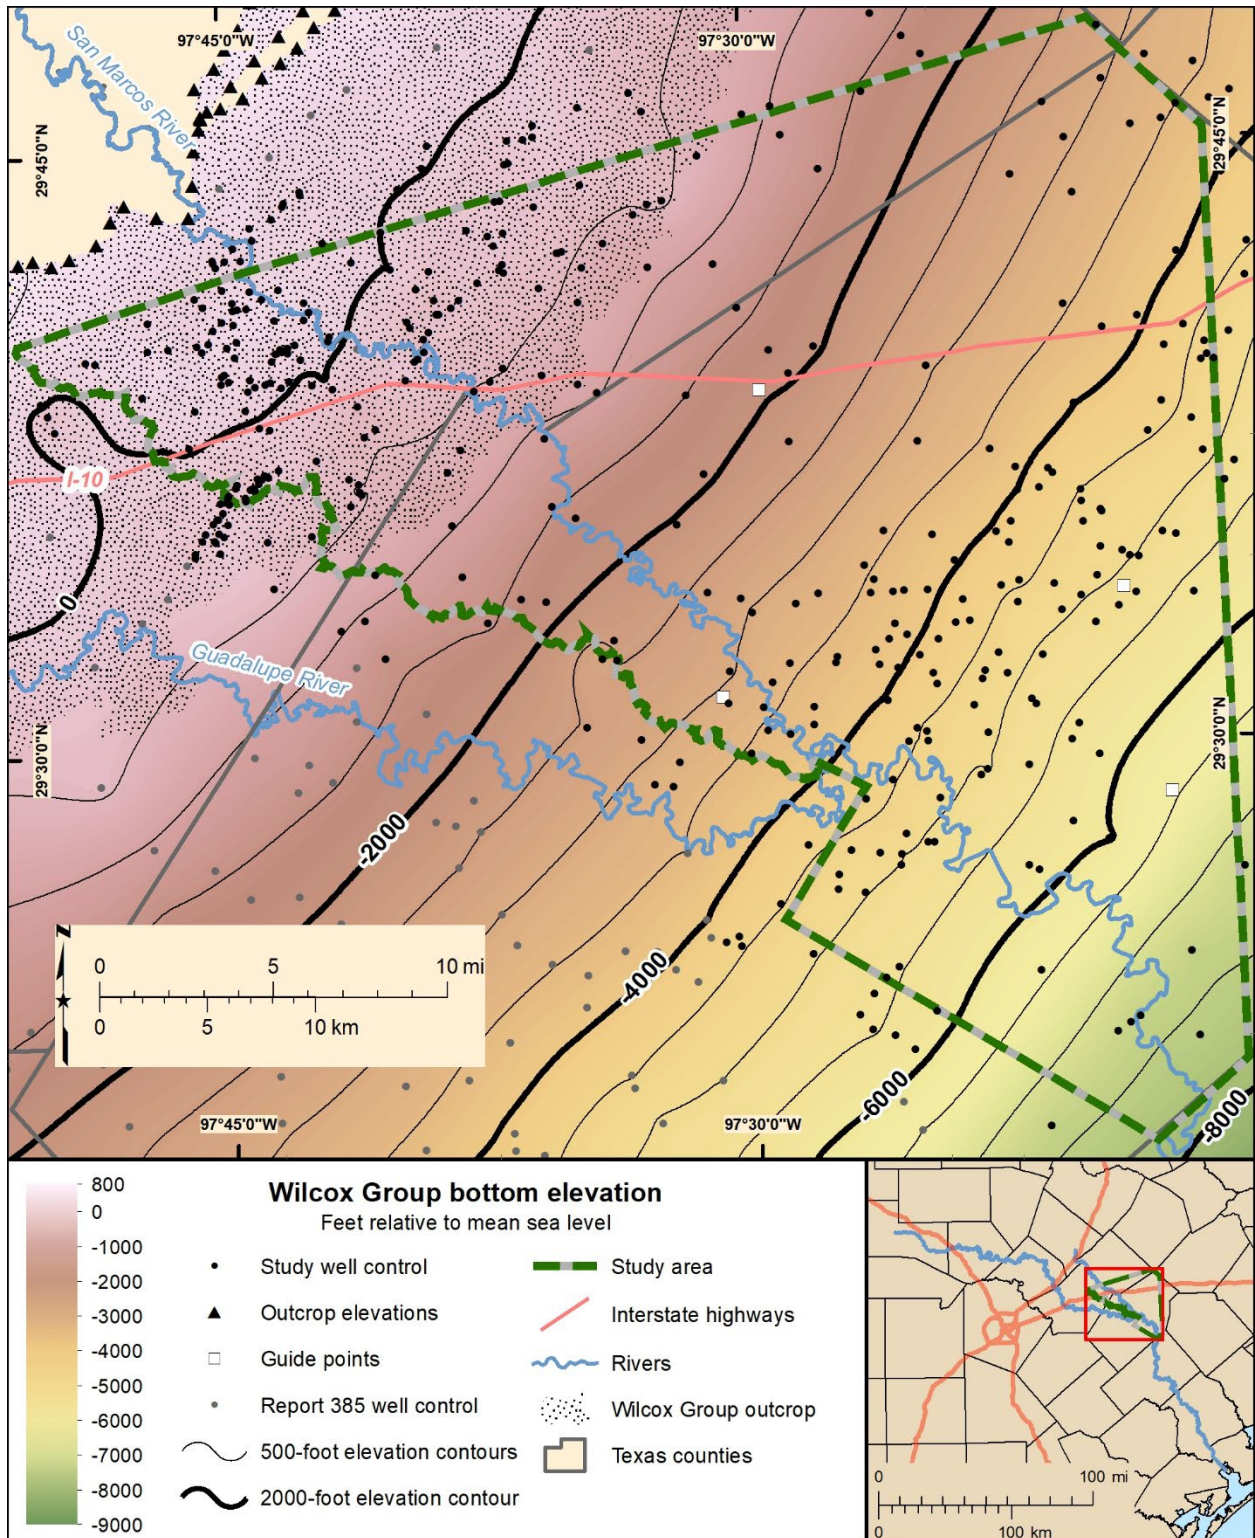 97°45'0"W
97°30'0"W
San Marcos River
29°45'0"N
29°45'0"N
I-10
0
Guadalupe River
29°30'0"N
29°30'0"N
-2000
-4000
-6000
-8000
0 5 10 mi
0 5 10 km
97°45'0"W
97°30'0"W
Wilcox Group bottom elevation
Feet relative to mean sea level
800
0
-1000
-2000
-3000
-4000
-5000
-6000
-7000
-8000
-9000
Study well control
Outcrop elevations
Guide points
Report 385 well control
500-foot elevation contours
2000-foot elevation contour
Study area
Interstate highways
Rivers
Wilcox Group outcrop
Texas counties
0 100 mi
0 100 km